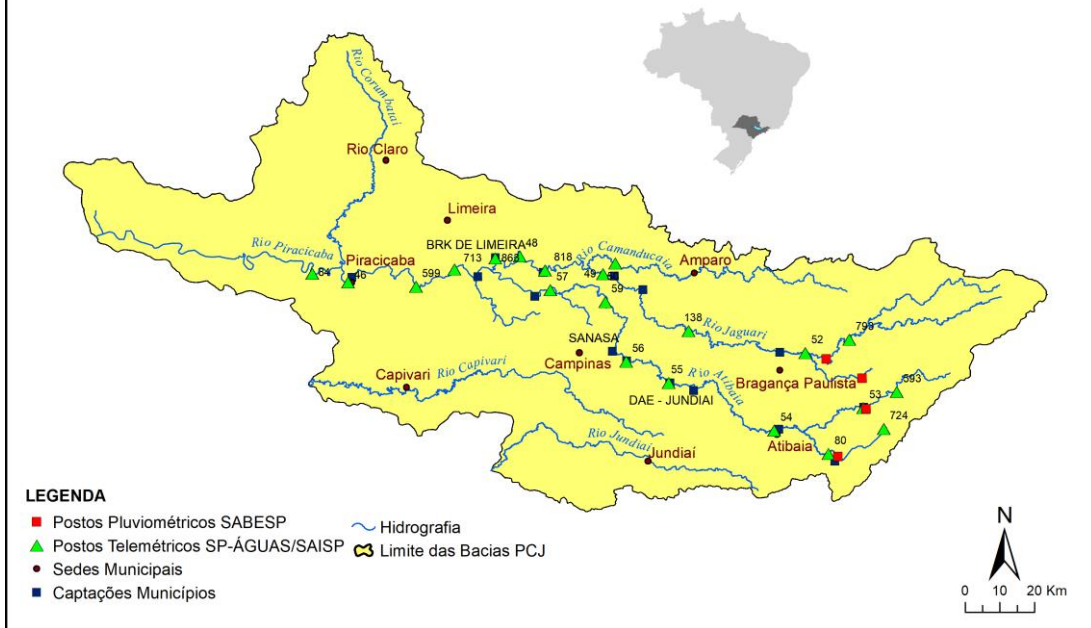 Rio Corumbataí
Rio Claro
Limeira
BRK DE LIMEIRA
48
Rio Camanducaia
Rio Piracicaba
Piracicaba
713
868
818
Amparo
84
46
599
57
49
59
138
Rio Jaguari
52
799
SANASA
56
Campinas
Rio Capivari
Capivari
55
Rio Atibaia
Bragança Paulista
593
DAE - JUNDIAI
53
54
724
Rio Jundiaí
Jundiaí
Atibaia
80
LEGENDA
Postos Pluviométricos SABESP
Hidrografia
Postos Telemétricos SP-ÁGUAS/SAISP
Limite das Bacias PCJ
Sedes Municipais
Captações Municípios
N
0 10 20 Km